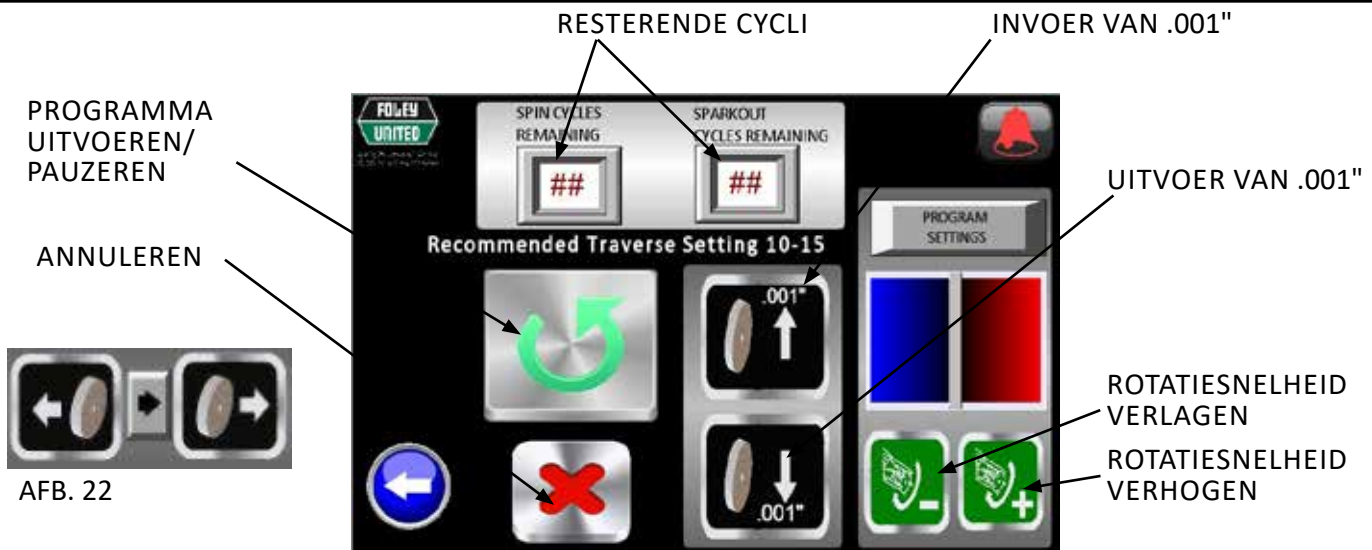 RESTERENDE CYCLI
INVOER VAN .001"
PROGRAMMA
UITVOEREN/
PAUZEREN
FOLEY
UNITED
SPIN CYCLES
REMAINING
SPARKOUT
CYCLES REMAINING
##
##
UITVOER VAN .001"
PROGRAM
SETTINGS
ANNULEREN
Recommended Traverse Setting 10-15
.001"
.001"
ROTATIESNELHEID
VERLAGEN
ROTATIESNELHEID
VERHOGEN
AFB. 22